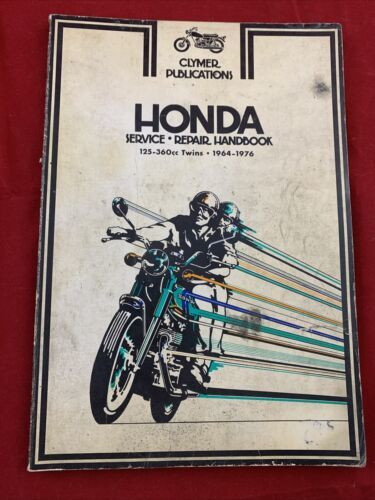 CLYMER
PUBLICATIONS
HONDA
SERVICE • REPAIR HANDBOOK
125-360cc Twins • 1964-1976